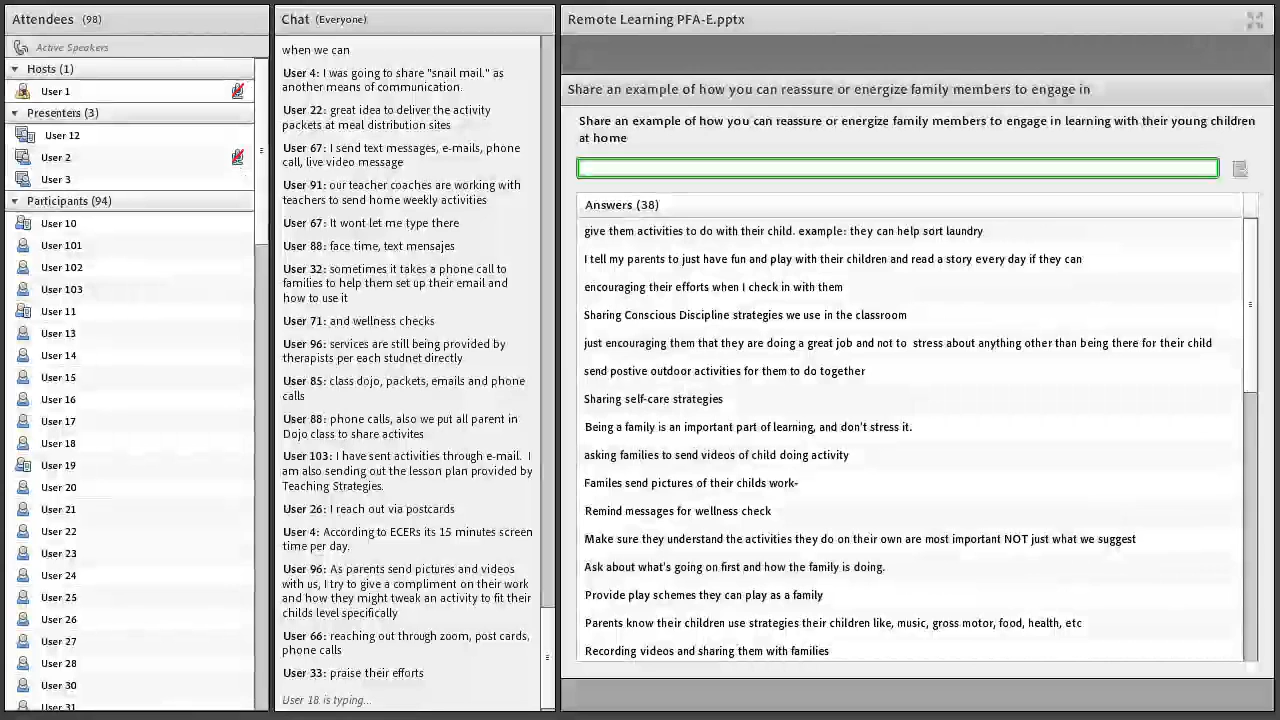 Attendees (98)
Active Speakers
Hosts (1)
User 1
Presenters (3)
User 12
User 2
User 3
Participants (94)
User 10
User 101
User 102
User 103
User 11
User 13
User 14
User 15
User 16
User 17
User 18
User 19
User 20
User 21
User 22
User 23
User 24
User 25
User 26
User 27
User 28
User 30
User 31
Chat (Everyone)
when we can
User 4: I was going to share "snail mail." as
another means of communication.
User 22: great idea to deliver the activity
packets at meal distribution sites
User 67: I send text messages, e-mails, phone
call, live video message
User 91: our teacher coaches are working with
teachers to send home weekly activities
User 67: It wont let me type there
User 88: face time, text mensajes
User 32: sometimes it takes a phone call to
families to help them set up their email and
how to use it
User 71: and wellness checks
User 96: services are still being provided by
therapists per each studnet directly
User 85: class dojo, packets, emails and phone
calls
User 88: phone calls, also we put all parent in
Dojo class to share activites
User 103: I have sent activities through e-mail. I
am also sending out the lesson plan provided by
Teaching Strategies.
User 26: I reach out via postcards
User 4: According to ECERs its 15 minutes screen
time per day.
User 96: As parents send pictures and videos
with us, I try to give a compliment on their work
and how they might tweak an activity to fit their
childs level specifically
User 66: reaching out through zoom, post cards,
phone calls
User 33: praise their efforts
User 18 is typing...
Remote Learning PFA-E.pptx
Share an example of how you can reassure or energize family members to engage in
Share an example of how you can reassure or energize family members to engage in learning with their young children
at home
Answers (38)
give them activities to do with their child. example: they can help sort laundry
I tell my parents to just have fun and play with their children and read a story every day if they can
encouraging their efforts when I check in with them
Sharing Conscious Discipline strategies we use in the classroom
just encouraging them that they are doing a great job and not to  stress about anything other than being there for their child
send postive outdoor activities for them to do together
Sharing self-care strategies
Being a family is an important part of learning, and don't stress it.
asking families to send videos of child doing activity
Familes send pictures of their childs work-
Remind messages for wellness check
Make sure they understand the activities they do on their own are most important NOT just what we suggest
Ask about what's going on first and how the family is doing.
Provide play schemes they can play as a family
Parents know their children use strategies their children like, music, gross motor, food, health, etc
Recording videos and sharing them with families